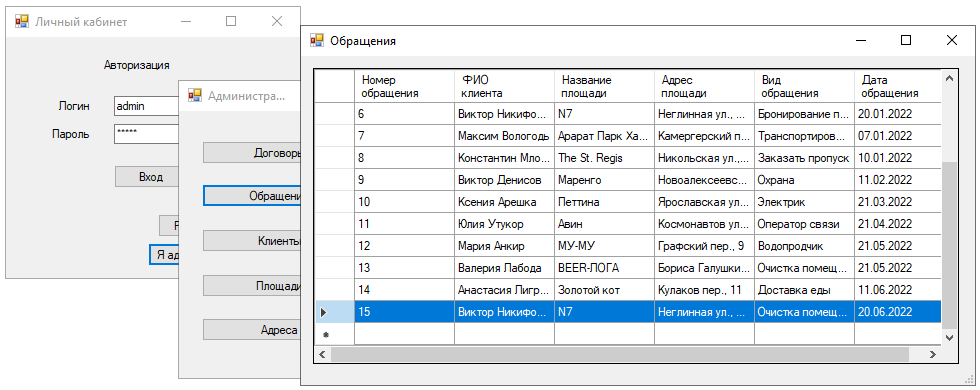 Личный кабинет
Авторизация
Логин admin
Пароль *****
Вход
Я ад
Администра...
Договоры
Обращени
Клиенты
Площади
Адреса
Обращения
Номер обращения ФИО клиента Название площади Адрес площади Вид обращения Дата обращения
6 Виктор Никифо... N7 Неглинная ул., ... Бронирование п... 20.01.2022
7 Максим Вологодь Арарат Парк Ха... Камергерский п... Транспортиров... 07.01.2022
8 Константин Мло... The St. Regis Никольская ул.,... Заказать пропуск 10.01.2022
9 Виктор Денисов Маренго Новоалексеевс... Охрана 11.02.2022
10 Ксения Арешка Петтина Ярославская ул... Электрик 21.03.2022
11 Юлия Утукор Авин Космонавтов ул... Оператор связи 21.04.2022
12 Мария Анкир МУ-МУ Графский пер., 9 Водопродчик 21.05.2022
13 Валерия Лабода BEER-ЛОГА Бориса Галушки... Очистка помещ... 21.05.2022
14 Анастасия Лигр... Золотой кот Кулаков пер., 11 Доставка еды 11.06.2022
15 Виктор Никифо... N7 Неглинная ул., ... Очистка помещ... 20.06.2022